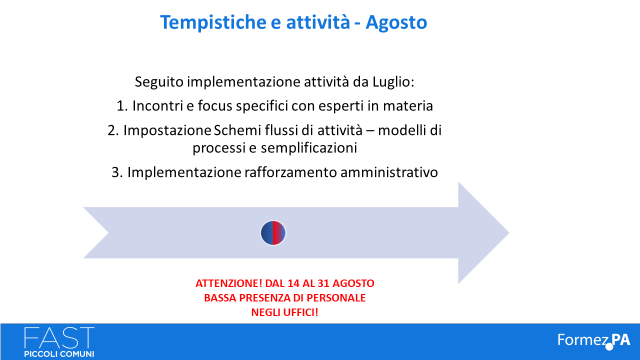 Tempistiche e attività - Agosto
Seguito implementazione attività da Luglio:
1. Incontri e focus specifici con esperti in materia
2. Impostazione Schemi flussi di attività – modelli di
processi e semplificazioni
3. Implementazione rafforzamento amministrativo
ATTENZIONE! DAL 14 AL 31 AGOSTO
BASSA PRESENZA DI PERSONALE
NEGLI UFFICI!
FAST
PICCOLI COMUNI
Formez.PA